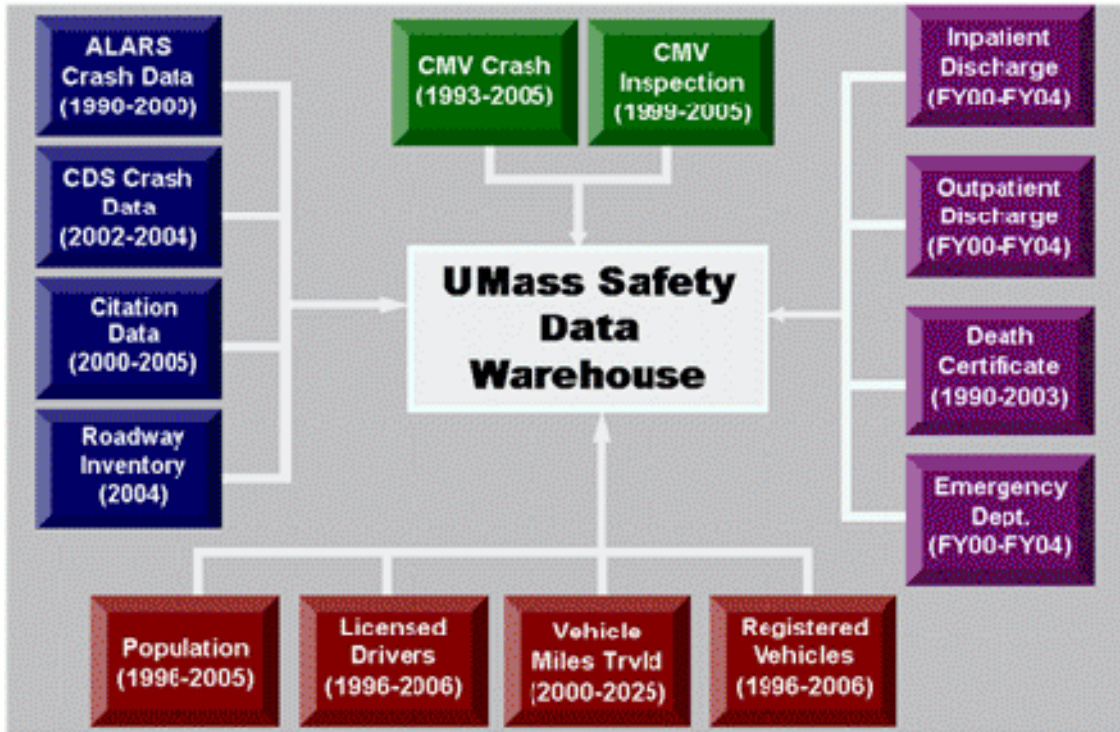 ALARS
Crash Data
(1990-2000)
CDS Crash
Data
(2002-2004)
Citation
Data
(2000-2005)
Roadway
Inventory
(2004)
CMV Crash
(1993-2005)
CMV
Inspection
(1999-2005)
UMass Safety
Data
Warehouse
Inpatient
Discharge
(FY00-FY04)
Outpatient
Discharge
(FY00-FY04)
Death
Certificate
(1990-2003)
Emergency
Dept.
(FY00-FY04)
Population
(1996-2005)
Licensed
Drivers
(1996-2006)
Vehicle
Miles Trvld
(2000-2025)
Registered
Vehicles
(1996-2006)